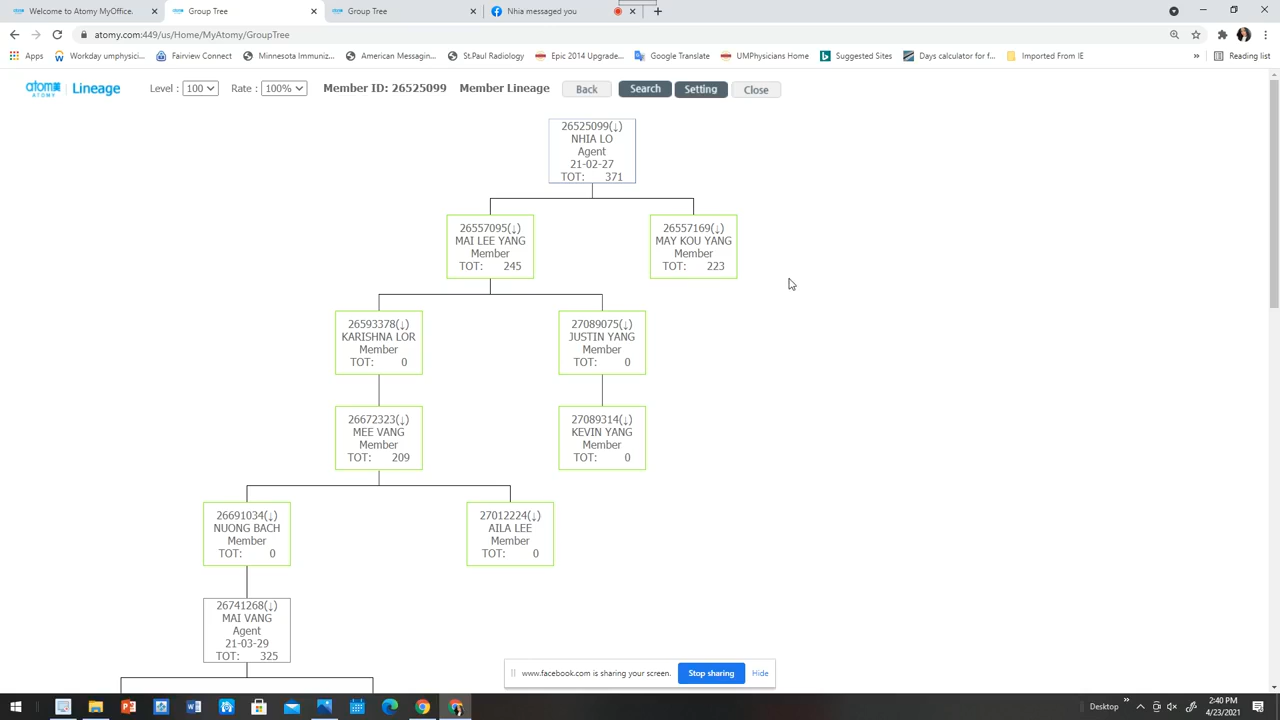 Welcome to Atomy MyOffice.
Group Tree
Group Tree
Nhia messaged you
atomy.com:449/us/Home/MyAtomy/GroupTree
Apps
Workday umphysici...
Fairview Connect
Minnesota Immuniz...
American Messagin...
St.Paul Radiology
Epic 2014 Upgrade...
Google Translate
UMPhysicians Home
Suggested Sites
Days calculator for f...
Imported From IE
»
Reading list
atom美
ATOMY
Lineage
Level : 100
Rate : 100%
Member ID: 26525099
Member Lineage
Back
Search
Setting
Close
26525099(↓)
NHIA LO
Agent
21-02-27
TOT: 371
26557095(↓)
MAI LEE YANG
Member
TOT: 245
26557169(↓)
MAY KOU YANG
Member
TOT: 223
26593378(↓)
KARISHNA LOR
Member
TOT: 0
27089075(↓)
JUSTIN YANG
Member
TOT: 0
26672323(↓)
MEE VANG
Member
TOT: 209
27089314(↓)
KEVIN YANG
Member
TOT: 0
26691034(↓)
NUONG BACH
Member
TOT: 0
27012224(↓)
AILA LEE
Member
TOT: 0
26741268(↓)
MAI VANG
Agent
21-03-29
TOT: 325
www.facebook.com is sharing your screen.
Stop sharing
Hide
Desktop
»
2:40 PM
4/23/2021